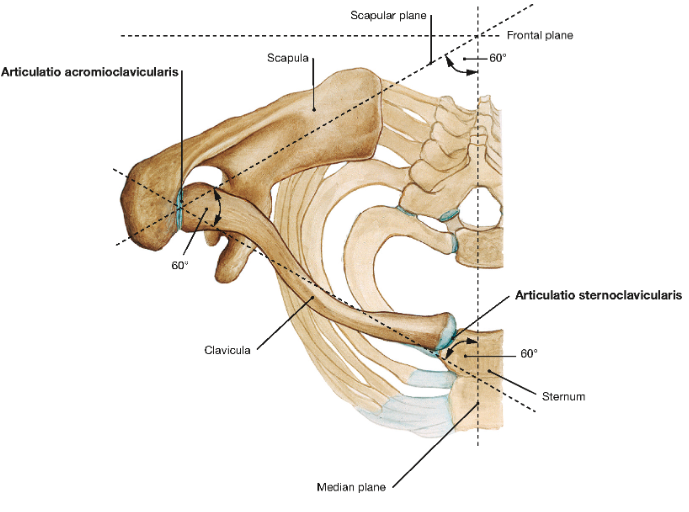 Scapular plane
Frontal plane
Scapula
60°
Articulatio acromioclavicularis
60°
Articulatio sternoclavicularis
Clavicula
60°
Sternum
Median plane